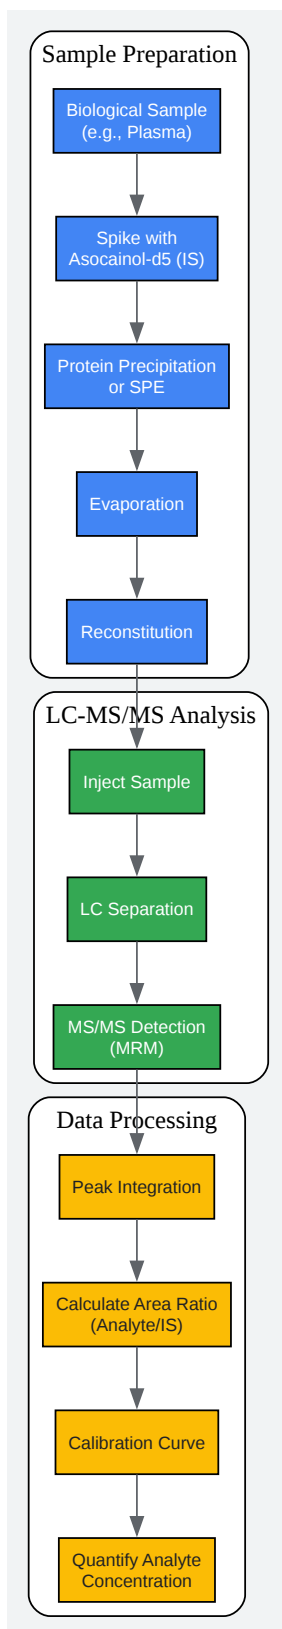 Sample Preparation
Biological Sample
(e.g., Plasma)
Spike with
Asocainol-d5 (IS)
Protein Precipitation
or SPE
Evaporation
Reconstitution
LC-MS/MS Analysis
Inject Sample
LC Separation
MS/MS Detection
(MRM)
Data Processing
Peak Integration
Calculate Area Ratio
(Analyte/IS)
Calibration Curve
Quantify Analyte
Concentration